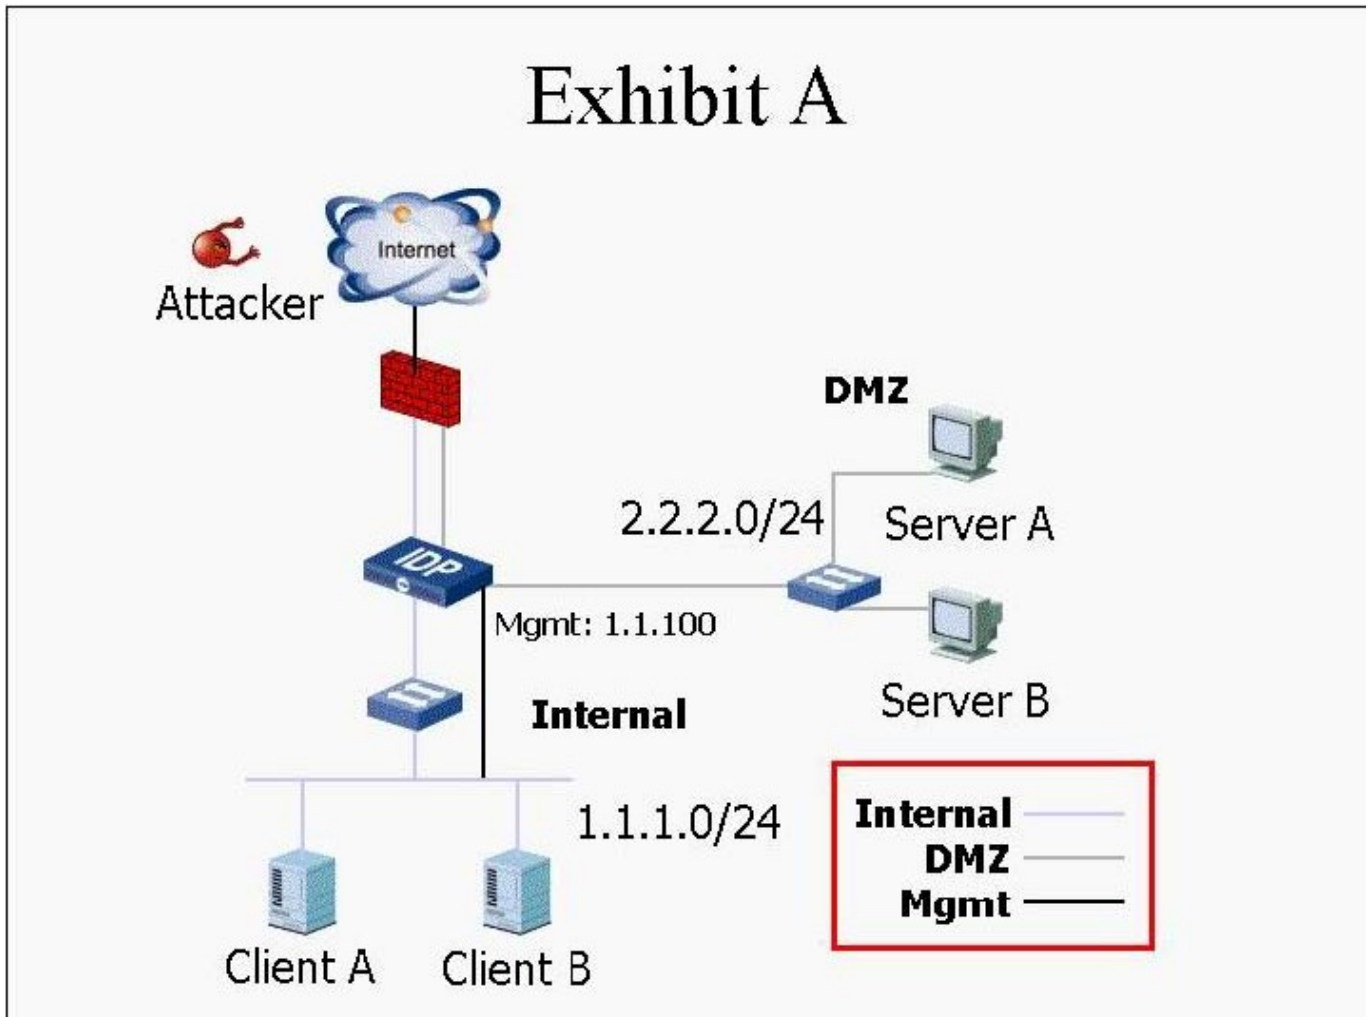 Exhibit A
Internet
Attacker
DMZ
2.2.2.0/24
Server A
IDP
Mgmt: 1.1.100
Server B
Internal
1.1.1.0/24
Client A
Client B
Internal
DMZ
Mgmt